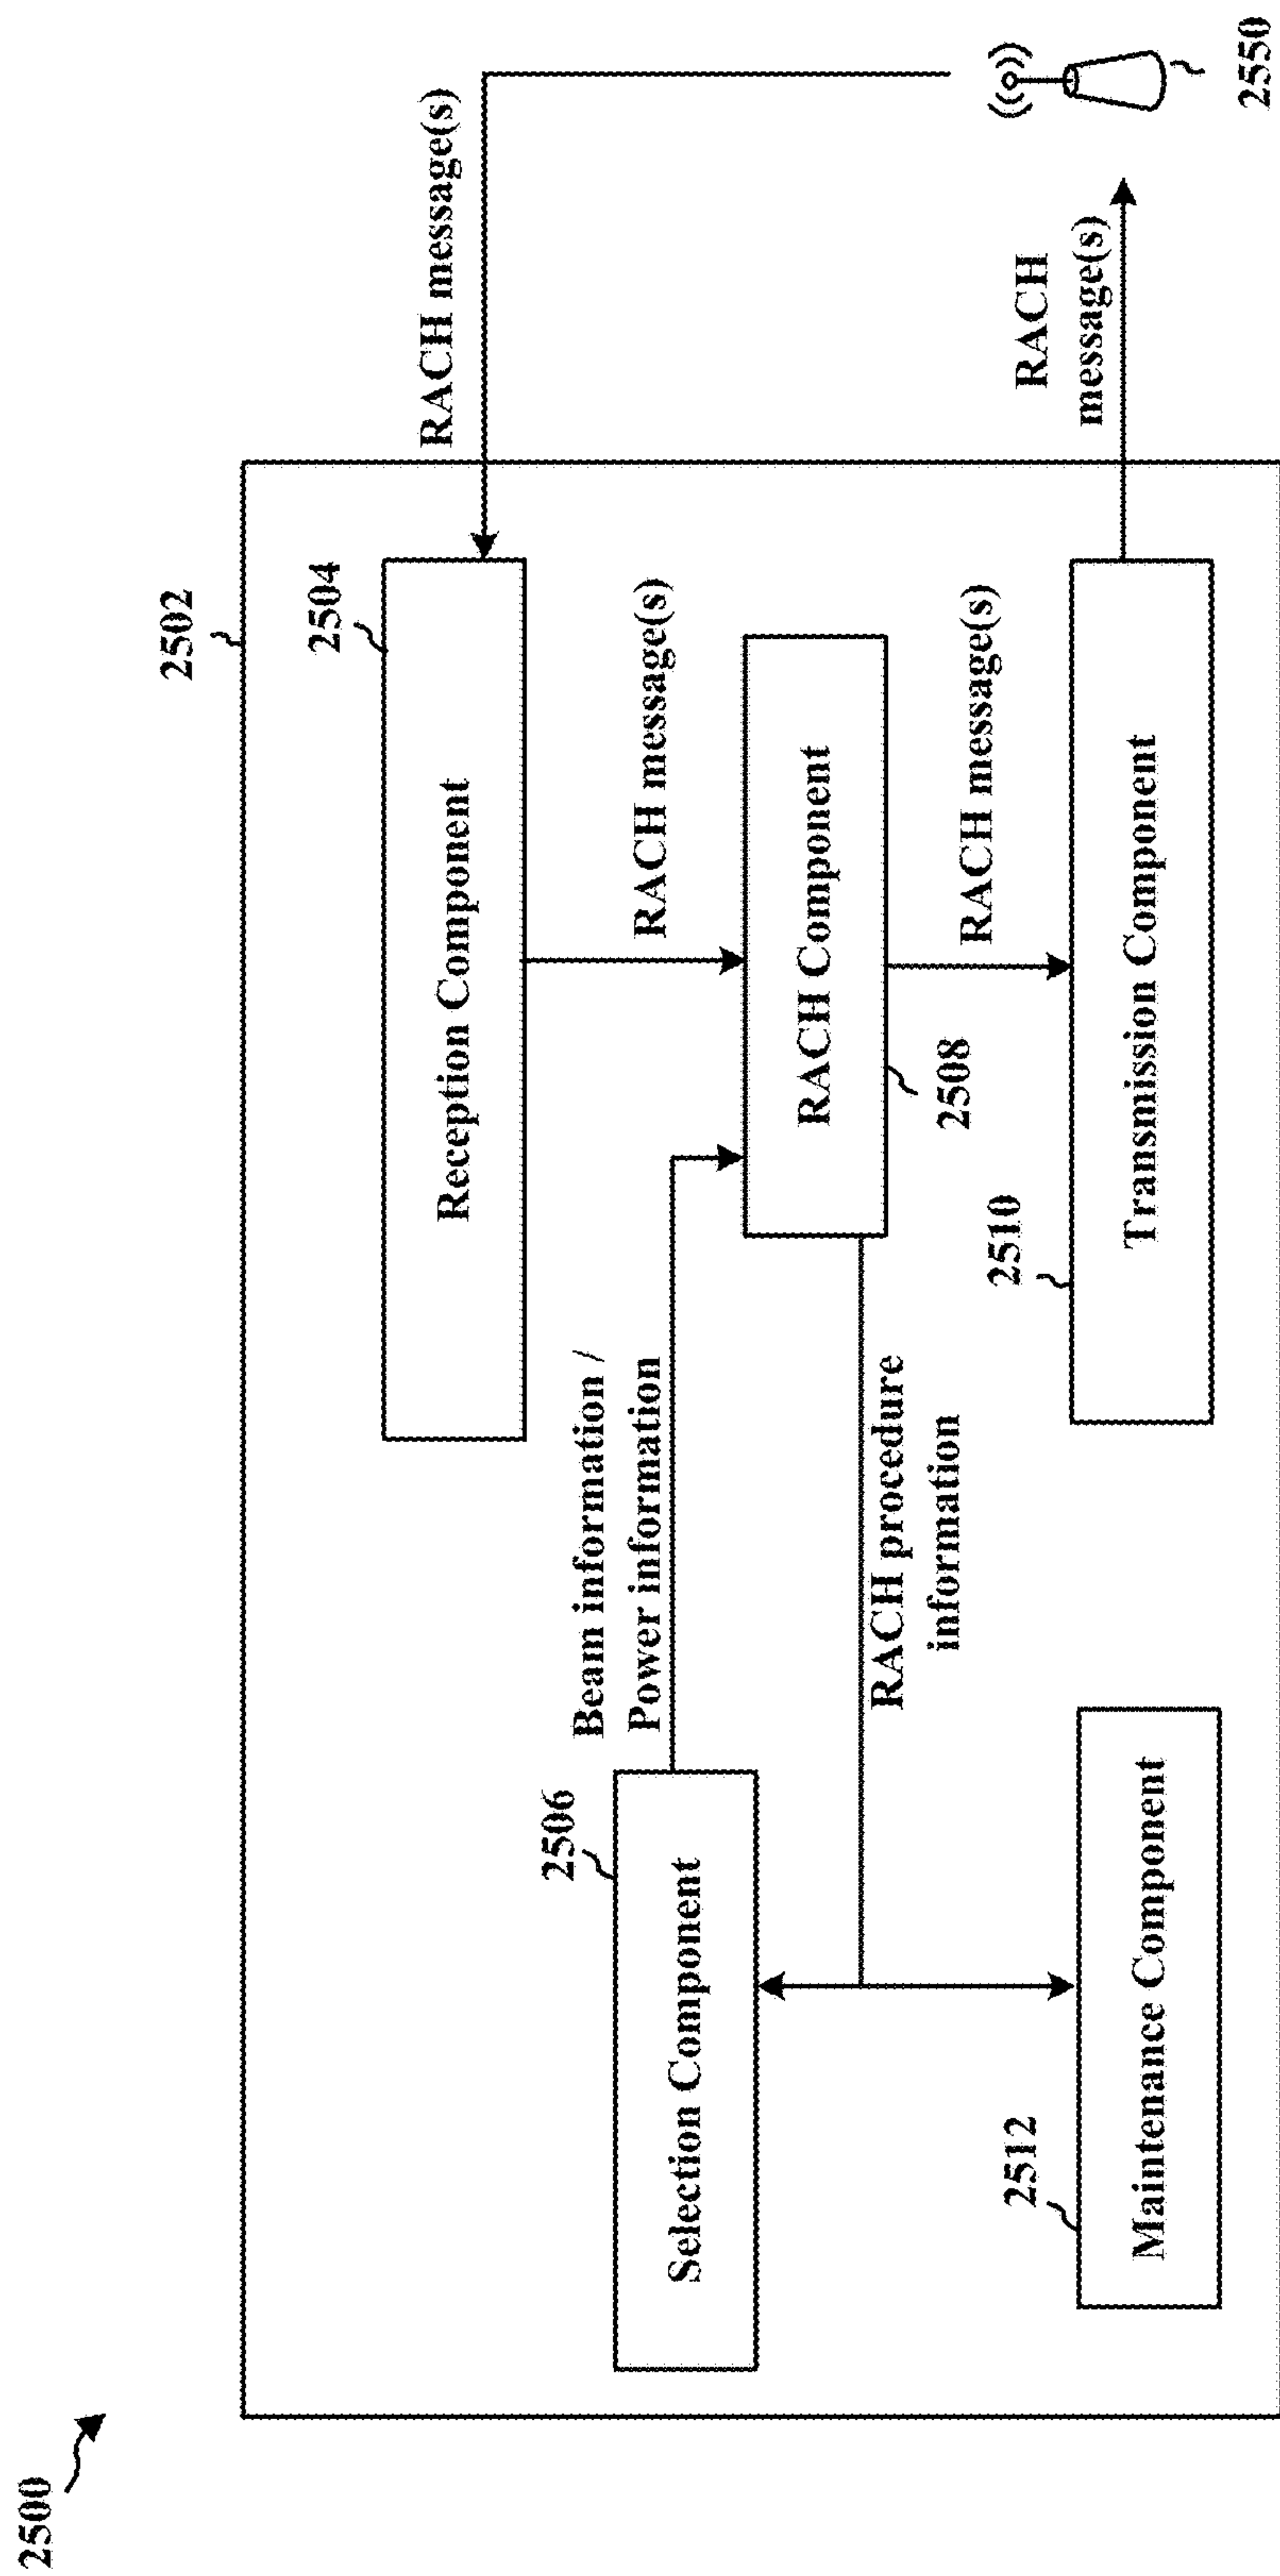 2500
2502
2504
Reception Component
RACH message(s)
RACH message(s)
2506
Selection Component
Beam information /
Power information
RACH Component
2508
RACH procedure
information
RACH message(s)
RACH
message(s)
2550
2512
Maintenance Component
2510
Transmission Component